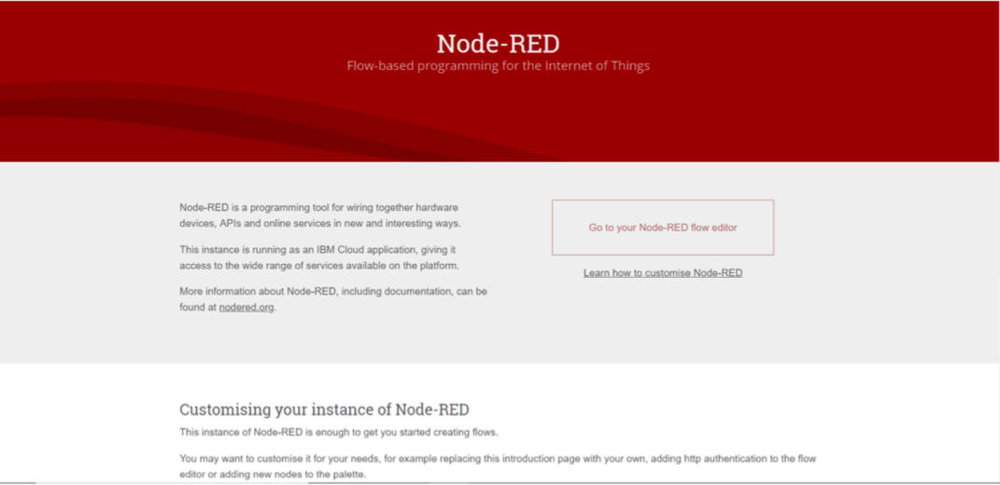 Node-RED
Flow-based programming for the Internet of Things
Node-RED is a programming tool for wiring together hardware
devices, APIs and online services in new and interesting ways.
This instance is running as an IBM Cloud application, giving it
access to the wide range of services available on the platform.
More information about Node-RED, including documentation, can be
found at nodered.org.
Go to your Node-RED flow editor
Learn how to customise Node-RED
Customising your instance of Node-RED
This instance of Node-RED is enough to get you started creating flows.
You may want to customise it for your needs, for example replacing this introduction page with your own, adding http authentication to the flow
editor or adding new nodes to the palette.